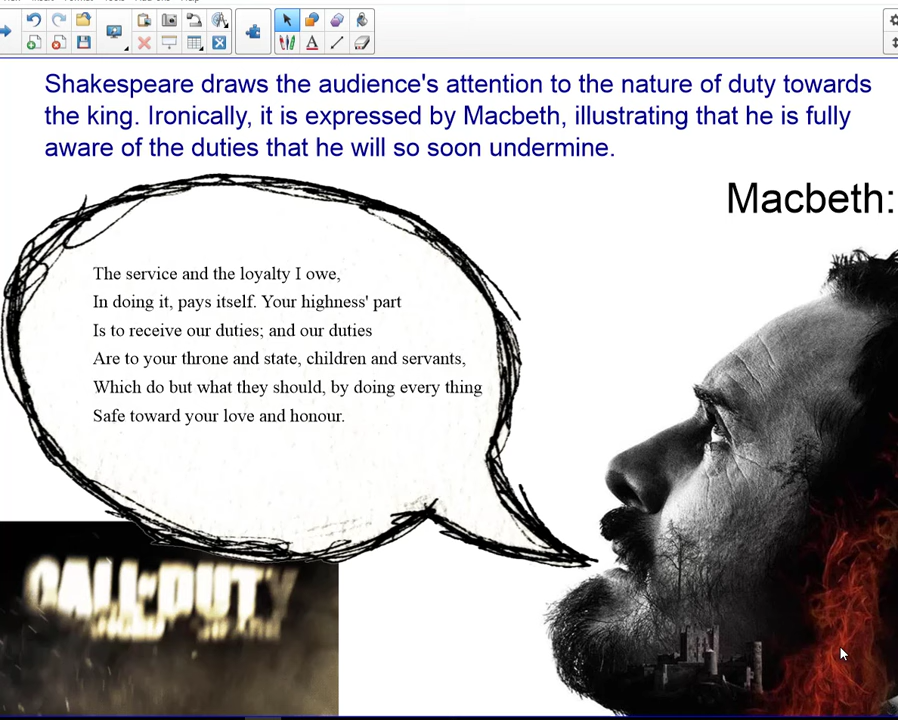 Shakespeare draws the audience's attention to the nature of duty towards
the king. Ironically, it is expressed by Macbeth, illustrating that he is fully
aware of the duties that he will so soon undermine.
Macbeth:
The service and the loyalty I owe,
In doing it, pays itself. Your highness' part
Is to receive our duties; and our duties
Are to your throne and state, children and servants,
Which do but what they should, by doing every thing
Safe toward your love and honour.
CALL OF DUTY